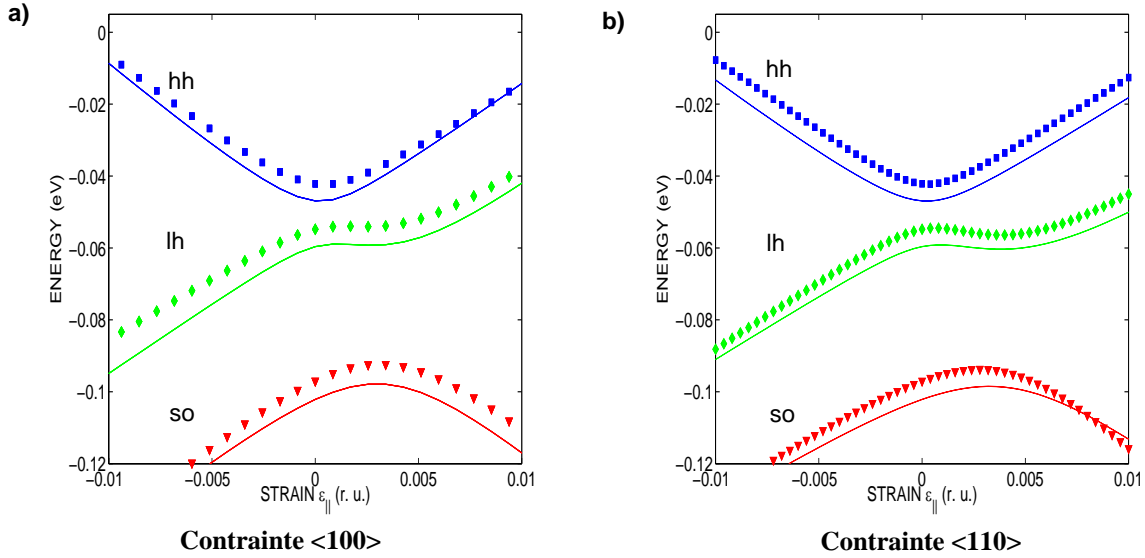 a)
0
−0.02
−0.04
−0.06
−0.08
−0.1
−0.12
ENERGY (eV)
hh
lh
so
−0.01
−0.005
0
0.005
0.01
STRAIN ε|| (r. u.)
Contrainte <100>
b)
0
−0.02
−0.04
−0.06
−0.08
−0.1
−0.12
ENERGY (eV)
hh
lh
so
−0.01
−0.005
0
0.005
0.01
STRAIN ε|| (r. u.)
Contrainte <110>